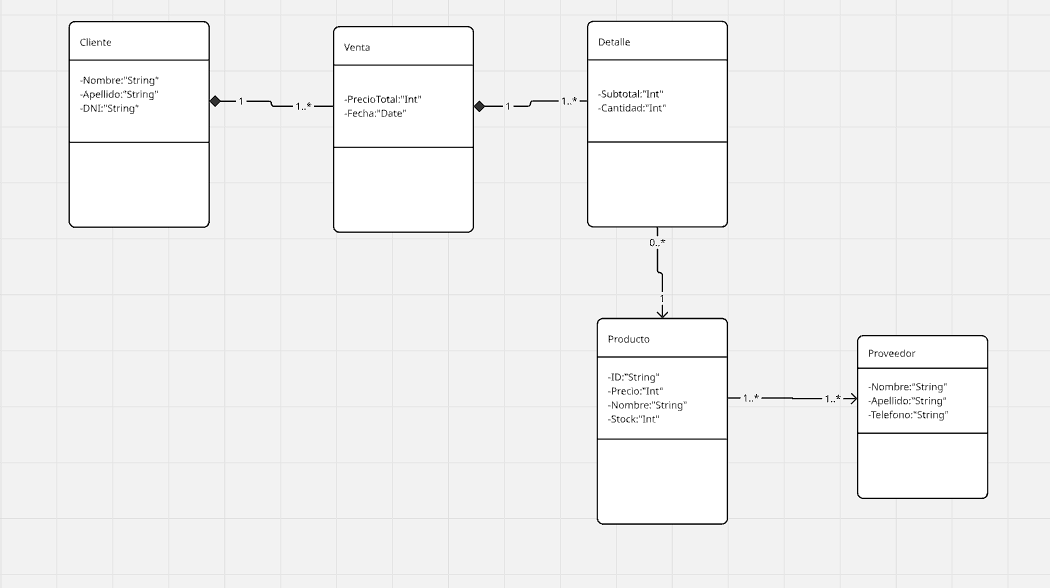 Cliente
-Nombre:"String"
-Apellido:"String"
-DNI:"String"
1
1..*
Venta
-PrecioTotal:"Int"
-Fecha:"Date"
1
1..*
Detalle
-Subtotal:"Int"
-Cantidad:"Int"
0..*
1
Producto
-ID:"String"
-Precio:"Int"
-Nombre:"String"
-Stock:"Int"
1..*
1..*
Proveedor
-Nombre:"String"
-Apellido:"String"
-Telefono:"String"